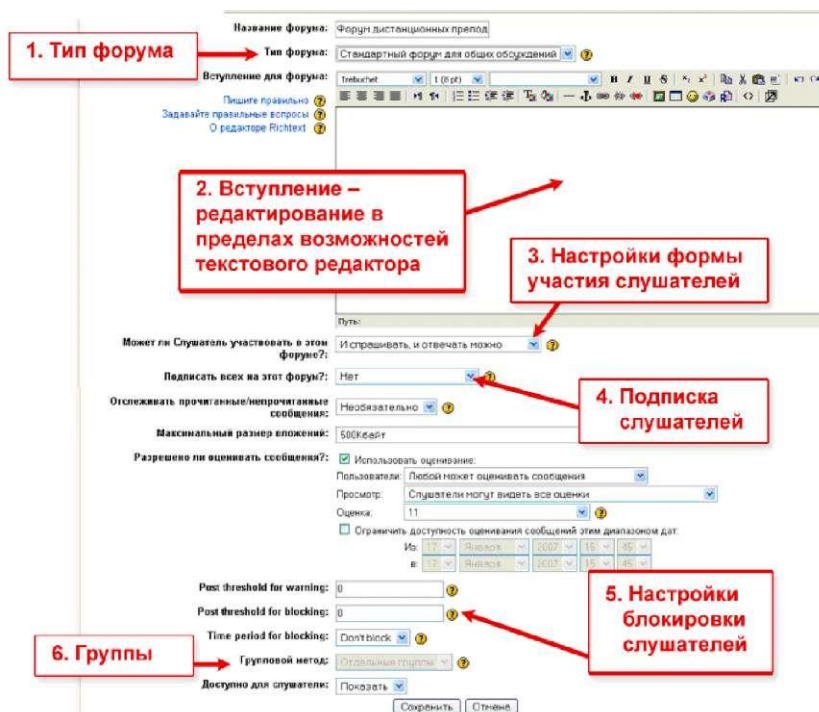 Название форума: Форум дистанционных препод
1. Тип форума
Тип форума: Стандартный форум для общих обсуждений
Вступление для форума: Trebuchet 1 (8 pt)
Пишите правильно
Задавайте правильные вопросы
О редакторе Richtext
2. Вступление –
редактирование в
пределах возможностей
текстового редактора
3. Настройки формы
участия слушателей
Путь:
Может ли Слушатель участвовать в этом
форуме?: И спрашивать, и отвечать можно
Подписать всех на этот форум?: Нет
4. Подписка
слушателей
Отслеживать прочитанные/непрочитанные
сообщения: Необязательно
Максимальный размер вложений: 500Кбайт
Разрешено ли оценивать сообщения?: Использовать оценивание:
Пользователи: Любой может оценивать сообщения
Просмотр: Слушатели могут видеть все оценки
Оценка: 11
Ограничить доступность оценивания сообщений этим диапазоном дат:
Из: 17 Января 2007 15 45
в: 17 Января 2007 15 45
Post threshold for warning: 0
Post threshold for blocking: 0
5. Настройки
блокировки
слушателей
Time period for blocking: Don't block
6. Группы
Групповой метод: Отдельные группы
Доступно для слушатели: Показать
Сохранить Отмена